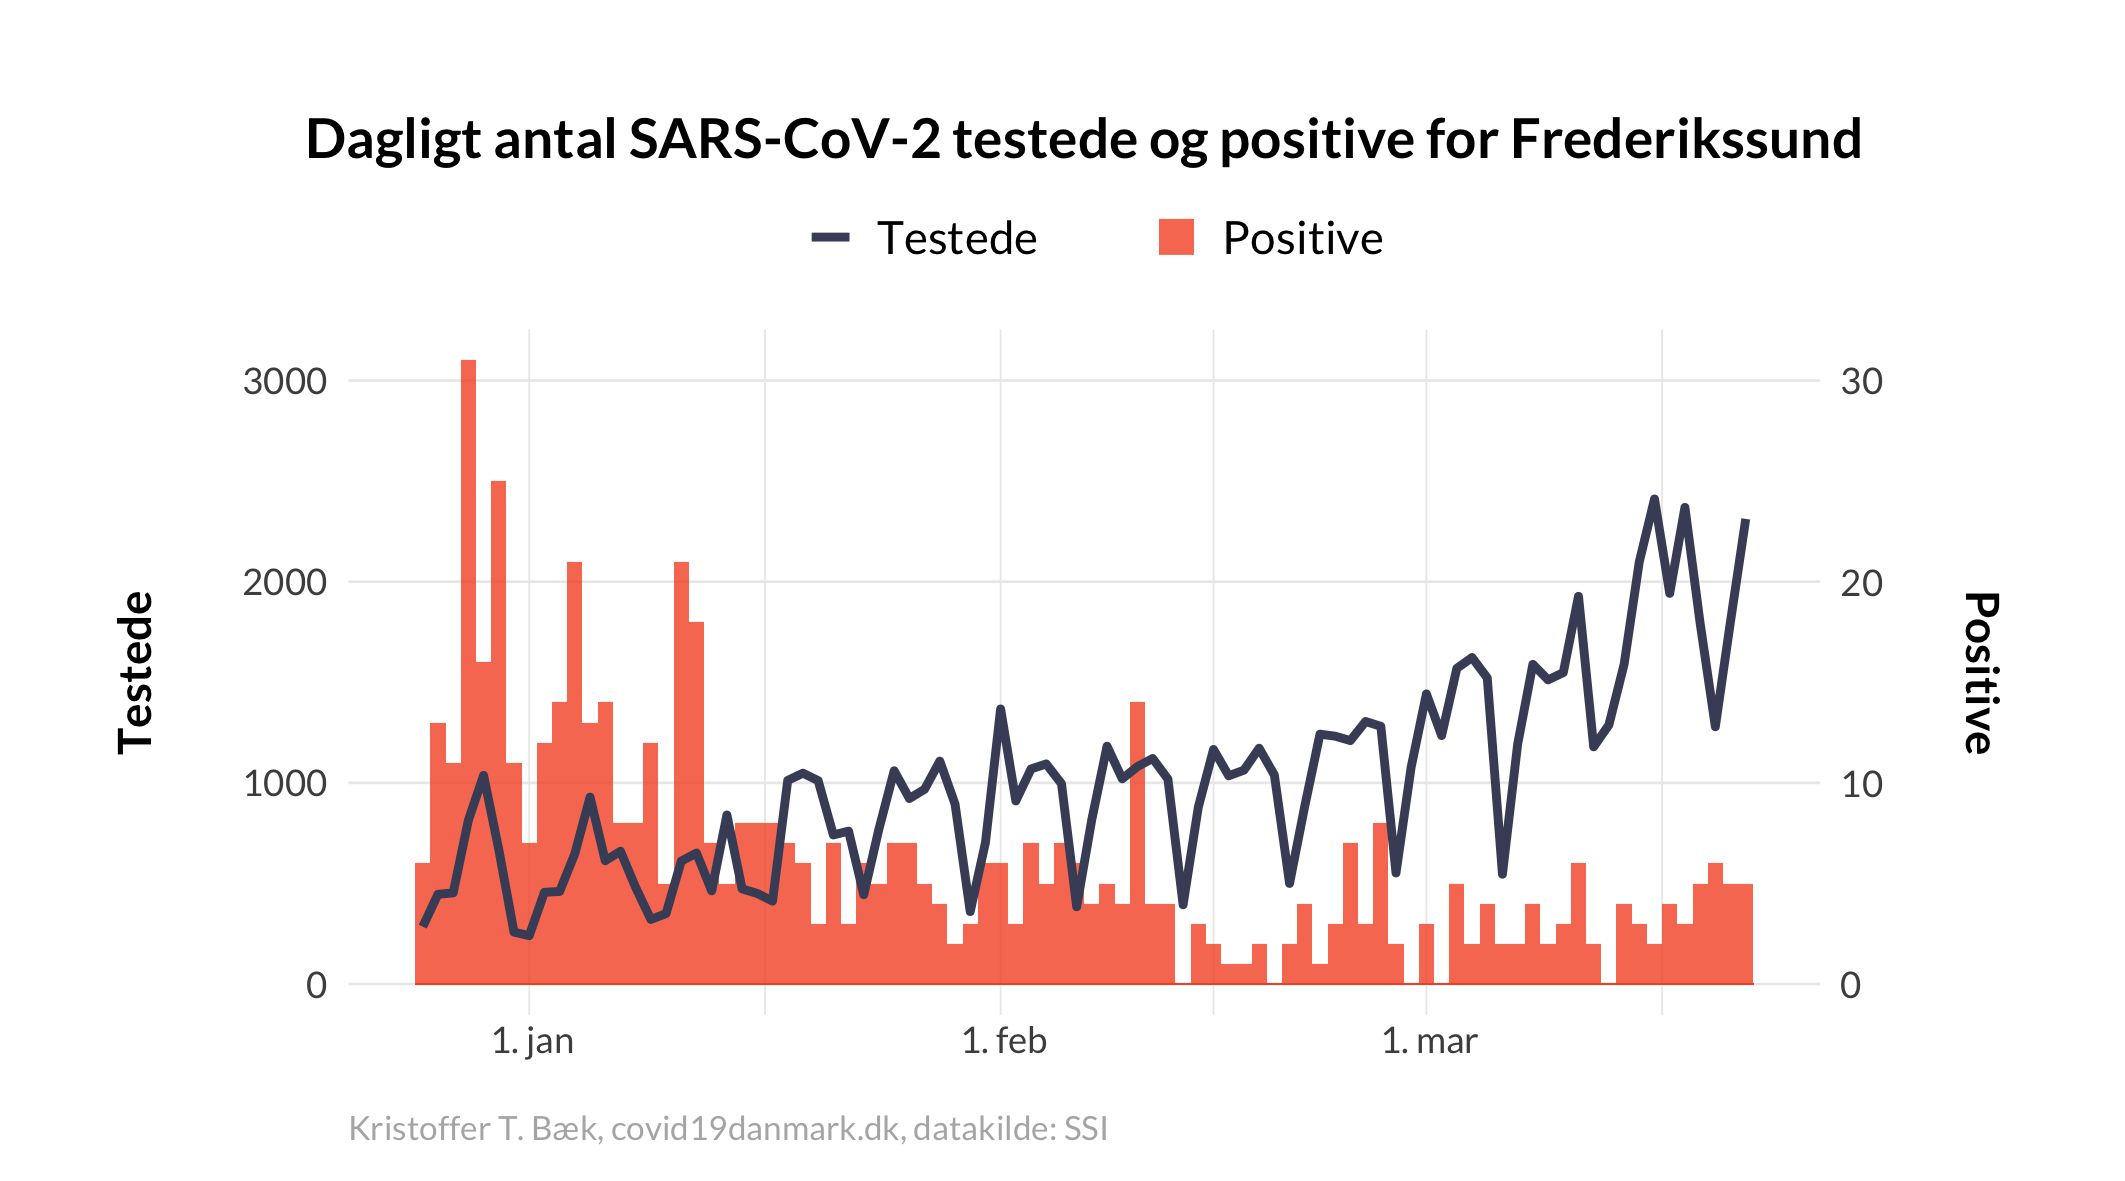 Dagligt antal SARS-CoV-2 testede og positive for Frederikssund
Testede Positive
3000 30
2000 20
1000 10
0 0
Testede
Positive
1. jan 1. feb 1. mar
Kristoffer T. Bæk, covid19danmark.dk, datakilde: SSI